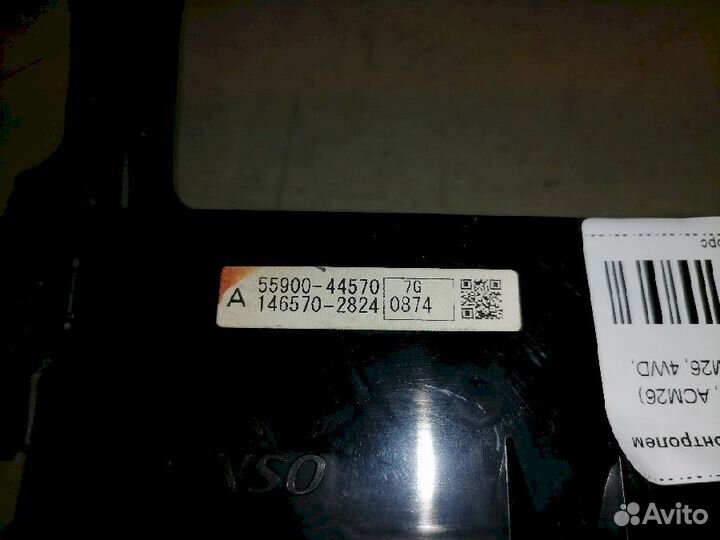 55900-44570 7G
A 146570-2824 0874
NSO
M26, 4WD,
, ACM26)
онтролем
Avito